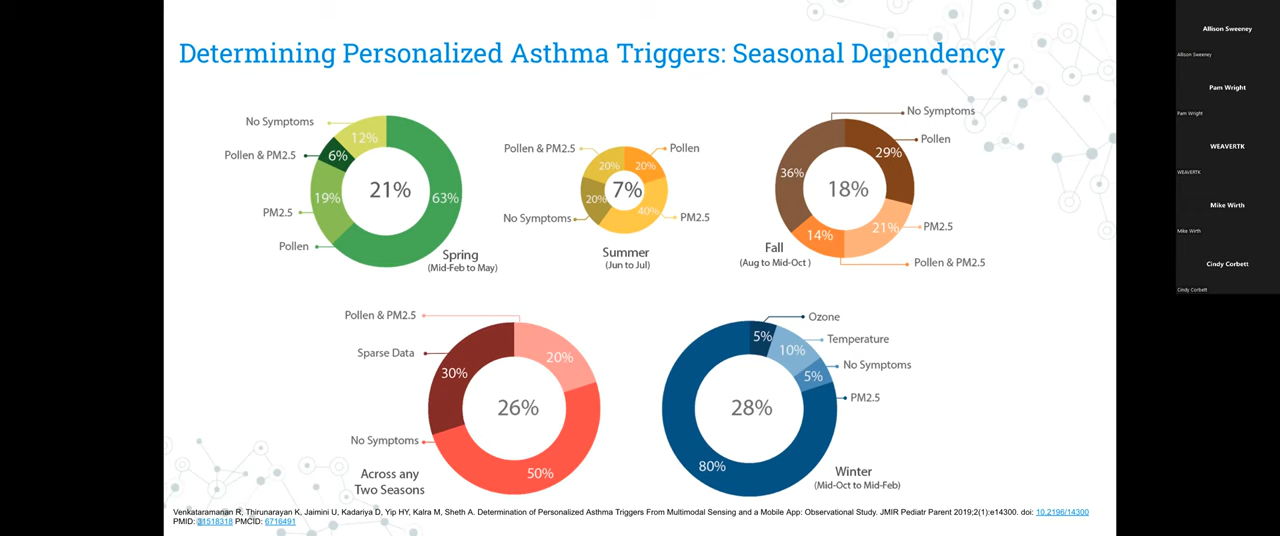 Determining Personalized Asthma Triggers: Seasonal Dependency
No Symptoms
Pollen & PM2.5
PM2.5
Pollen
12%
6%
19%
63%
21%
Spring
(Mid-Feb to May)
Pollen & PM2.5
Pollen
No Symptoms
PM2.5
20%
20%
20%
40%
7%
Summer
(Jun to Jul)
No Symptoms
Pollen
PM2.5
Pollen & PM2.5
29%
36%
21%
14%
18%
Fall
(Aug to Mid-Oct )
Pollen & PM2.5
Sparse Data
No Symptoms
20%
30%
50%
26%
Across any
Two Seasons
Ozone
Temperature
No Symptoms
PM2.5
5%
10%
5%
80%
28%
Winter
(Mid-Oct to Mid-Feb)
Venkataramanan R, Thirunarayan K, Jaimini U, Kadariya D, Yip HY, Kalra M, Sheth A. Determination of Personalized Asthma Triggers From Multimodal Sensing and a Mobile App: Observational Study. JMIR Pediatr Parent 2019;2(1):e14300. doi: 10.2196/14300
PMID: 31518318 PMCID: 6716491
Allison Sweeney
Allison Sweeney
Pam Wright
Pam Wright
WEAVERTK
WEAVERTK
Mike Wirth
Mike Wirth
Cindy Corbett
Cindy Corbett